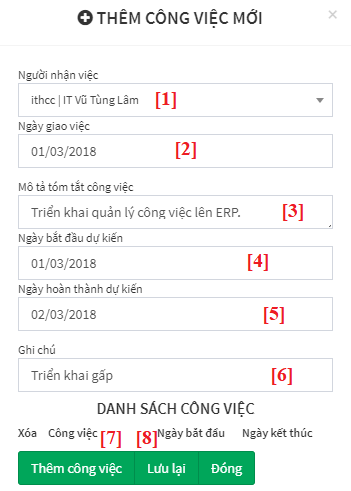 THÊM CÔNG VIỆC MỚI ×
Người nhận việc
ithcc | IT Vũ Tùng Lâm [1]
Ngày giao việc
01/03/2018 [2]
Mô tả tóm tắt công việc
Triển khai quản lý công việc lên ERP. [3]
Ngày bắt đầu dự kiến
01/03/2018 [4]
Ngày hoàn thành dự kiến
02/03/2018 [5]
Ghi chú
Triển khai gấp [6]
DANH SÁCH CÔNG VIỆC
Xóa Công việc [7] [8] Ngày bắt đầu Ngày kết thúc
Thêm công việc Lưu lại Đóng